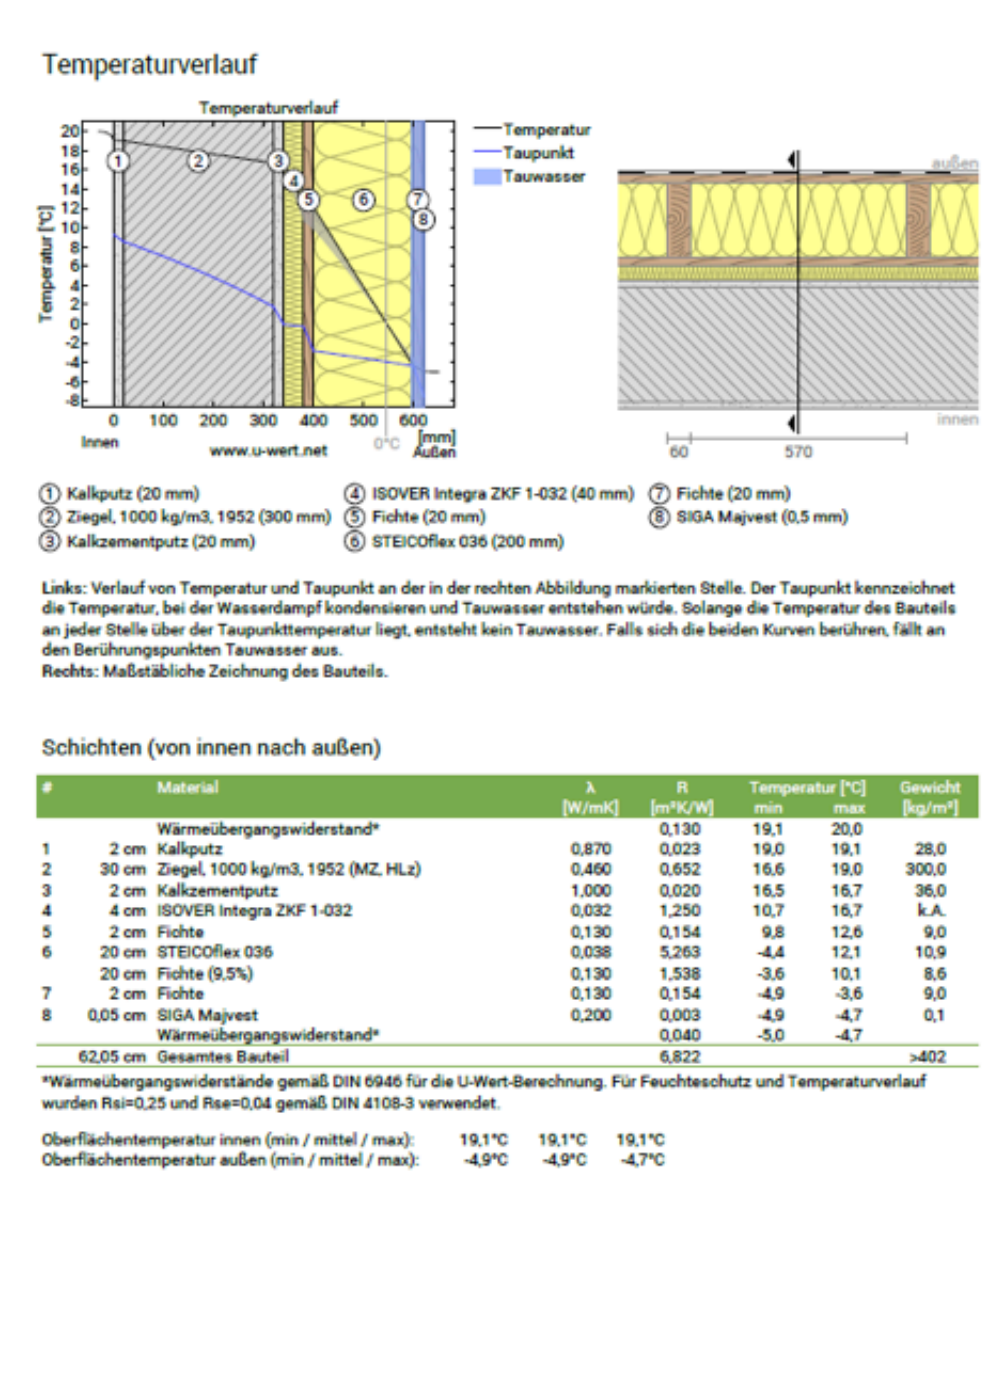 Temperaturverlauf
Temperaturverlauf
20
18
16
14
12
10
8
6
4
2
0
-2
-4
-6
-8
Temperatur [°C]
1
2
3
4
5
6
7
8
0 100 200 300 400 500 600
[mm]
Innen
0°C
Außen
www.u-wert.net
Temperatur
Taupunkt
Tauwasser
außen
innen
60 570
1 Kalkputz (20 mm)
2 Ziegel, 1000 kg/m3, 1952 (300 mm)
3 Kalkzementputz (20 mm)
4 ISOVER Integra ZKF 1-032 (40 mm)
5 Fichte (20 mm)
6 STEICOflex 036 (200 mm)
7 Fichte (20 mm)
8 SIGA Majvest (0,5 mm)
Links: Verlauf von Temperatur und Taupunkt an der in der rechten Abbildung markierten Stelle. Der Taupunkt kennzeichnet
die Temperatur, bei der Wasserdampf kondensieren und Tauwasser entstehen würde. Solange die Temperatur des Bauteils
an jeder Stelle über der Taupunkttemperatur liegt, entsteht kein Tauwasser. Falls sich die beiden Kurven berühren, fällt an
den Berührungspunkten Tauwasser aus.
Rechts: Maßstäbliche Zeichnung des Bauteils.
Schichten (von innen nach außen)
# Material λ R Temperatur [°C] Gewicht
[W/mK] [m²K/W] min max [kg/m²]
Wärmeübergangswiderstand* 0,130 19,1 20,0
1 2 cm Kalkputz 0,870 0,023 19,0 19,1 28,0
2 30 cm Ziegel, 1000 kg/m3, 1952 (MZ, HLz) 0,460 0,652 16,6 19,0 300,0
3 2 cm Kalkzementputz 1,000 0,020 16,5 16,7 36,0
4 4 cm ISOVER Integra ZKF 1-032 0,032 1,250 10,7 16,7 k.A.
5 2 cm Fichte 0,130 0,154 9,8 12,6 9,0
6 20 cm STEICOflex 036 0,038 5,263 -4,4 12,1 10,9
20 cm Fichte (9,5%) 0,130 1,538 -3,6 10,1 8,6
7 2 cm Fichte 0,130 0,154 -4,9 -3,6 9,0
8 0,05 cm SIGA Majvest 0,200 0,003 -4,9 -4,7 0,1
Wärmeübergangswiderstand* 0,040 -5,0 -4,7
62,05 cm Gesamtes Bauteil 6,822 >402
*Wärmeübergangswiderstände gemäß DIN 6946 für die U-Wert-Berechnung. Für Feuchteschutz und Temperaturverlauf
wurden Rsi=0,25 und Rse=0,04 gemäß DIN 4108-3 verwendet.
Oberflächentemperatur innen (min / mittel / max): 19,1°C 19,1°C 19,1°C
Oberflächentemperatur außen (min / mittel / max): -4,9°C -4,9°C -4,7°C